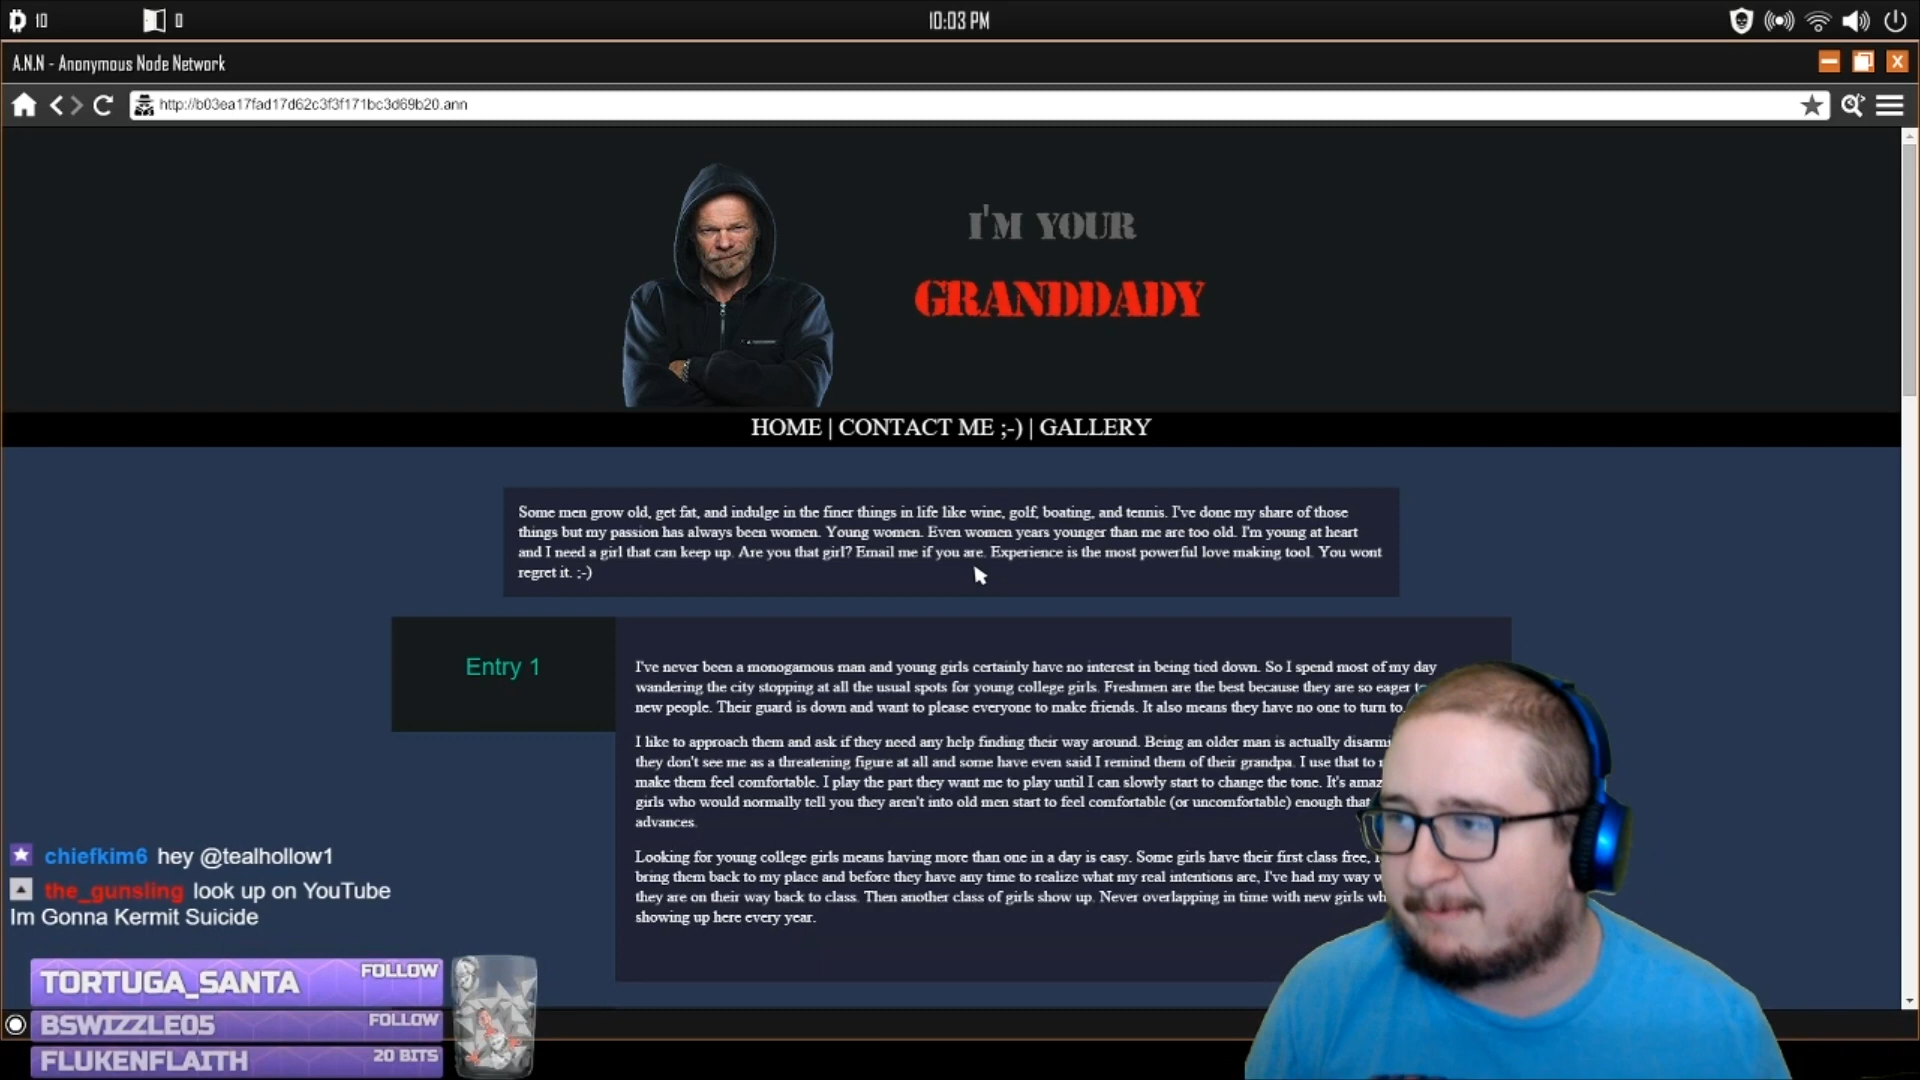 10
0
10:03 PM
A.N.N - Anonymous Node Network
http://b03ea17fad17d62c3f3f171bc3d69b20.ann
I'M YOUR
GRANDDADY
HOME | CONTACT ME ;-) | GALLERY
Some men grow old, get fat, and indulge in the finer things in life like wine, golf, boating, and tennis. I've done my share of those
things but my passion has always been women. Young women. Even women years younger than me are too old. I'm young at heart
and I need a girl that can keep up. Are you that girl? Email me if you are. Experience is the most powerful love making tool. You wont
regret it. ;-)
Entry 1
I've never been a monogamous man and young girls certainly have no interest in being tied down. So I spend most of my day
wandering the city stopping at all the usual spots for young college girls. Freshmen are the best because they are so eager to
new people. Their guard is down and want to please everyone to make friends. It also means they have no one to turn to.
I like to approach them and ask if they need any help finding their way around. Being an older man is actually
they don't see me as a threatening figure at all and some have even said I remind them of their grandpa. I use that to
make them feel comfortable. I play the part they want me to play until I can slowly start to change the tone. It's
girls who would normally tell you they aren't into old men start to feel comfortable (or uncomfortable) enough that
advances.
Looking for young college girls means having more than one in a day is easy. Some girls have their first class free,
bring them back to my place and before they have any time to realize what my real intentions are, I've had my way
they are on their way back to class. Then another class of girls show up. Never overlapping in time with new girls
showing up here every year.
chiefkim6 hey @tealhollow1
the_gunsling look up on YouTube
Im Gonna Kermit Suicide
TORTUGA_SANTA FOLLOW
BSWIZZLE05 FOLLOW
FLUKENFLAITH 20 BITS